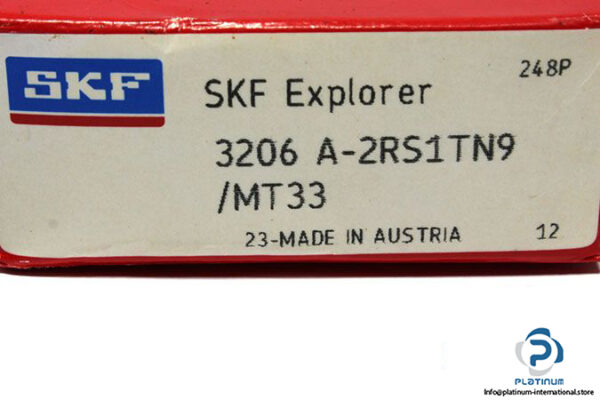 SKF
SKF Explorer
248P
3206 A-2RS1TN9
/MT33
23-MADE IN AUSTRIA
12
PLATINUM
Info@platinum-international.store